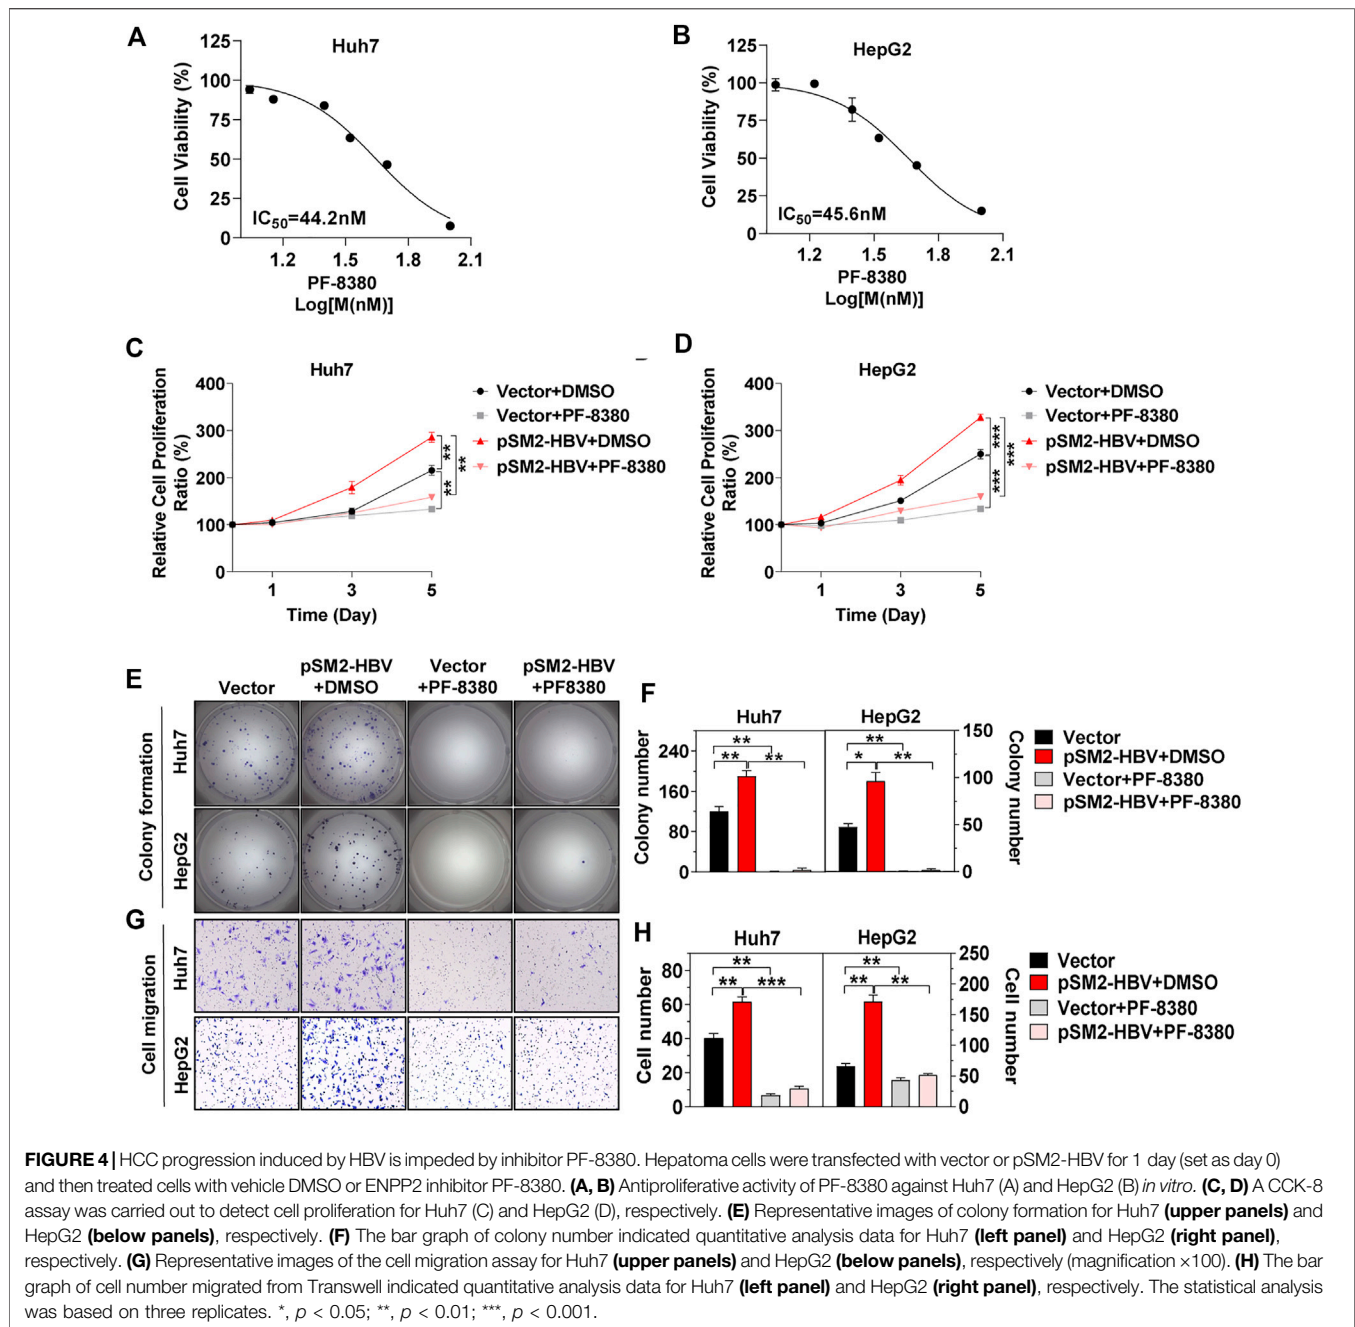 A
Huh7
125
100
75
50
25
0
Cell Viability (%)
IC50=44.2nM
1.2 1.5 1.8 2.1
PF-8380
Log[M(nM)]
B
HepG2
125
100
75
50
25
0
Cell Viability (%)
IC50=45.6nM
1.2 1.5 1.8 2.1
PF-8380
Log[M(nM)]
C
Huh7
400
300
200
100
0
Relative Cell Proliferation
Ratio (%)
1 3 5
Time (Day)
** ** **
Vector+DMSO
Vector+PF-8380
pSM2-HBV+DMSO
pSM2-HBV+PF-8380
D
HepG2
400
300
200
100
0
Relative Cell Proliferation
Ratio (%)
1 3 5
Time (Day)
*** *** ***
Vector+DMSO
Vector+PF-8380
pSM2-HBV+DMSO
pSM2-HBV+PF-8380
E
Vector
pSM2-HBV
+DMSO
Vector
+PF-8380
pSM2-HBV
+PF8380
Colony formation
Huh7
HepG2
F
Huh7 HepG2
240
160
80
0
Colony number
**
** **
**
* **
150
100
50
0
Colony number
Vector
pSM2-HBV+DMSO
Vector+PF-8380
pSM2-HBV+PF-8380
G
Cell migration
Huh7
HepG2
H
Huh7 HepG2
80
60
40
20
0
Cell number
**
** ***
**
** **
250
200
150
100
50
0
Cell number
Vector
pSM2-HBV+DMSO
Vector+PF-8380
pSM2-HBV+PF-8380
FIGURE 4 | HCC progression induced by HBV is impeded by inhibitor PF-8380. Hepatoma cells were transfected with vector or pSM2-HBV for 1 day (set as day 0)
and then treated cells with vehicle DMSO or ENPP2 inhibitor PF-8380. (A, B) Antiproliferative activity of PF-8380 against Huh7 (A) and HepG2 (B) in vitro. (C, D) A CCK-8
assay was carried out to detect cell proliferation for Huh7 (C) and HepG2 (D), respectively. (E) Representative images of colony formation for Huh7 (upper panels) and
HepG2 (below panels), respectively. (F) The bar graph of colony number indicated quantitative analysis data for Huh7 (left panel) and HepG2 (right panel),
respectively. (G) Representative images of the cell migration assay for Huh7 (upper panels) and HepG2 (below panels), respectively (magnification ×100). (H) The bar
graph of cell number migrated from Transwell indicated quantitative analysis data for Huh7 (left panel) and HepG2 (right panel), respectively. The statistical analysis
was based on three replicates. *, p < 0.05; **, p < 0.01; ***, p < 0.001.